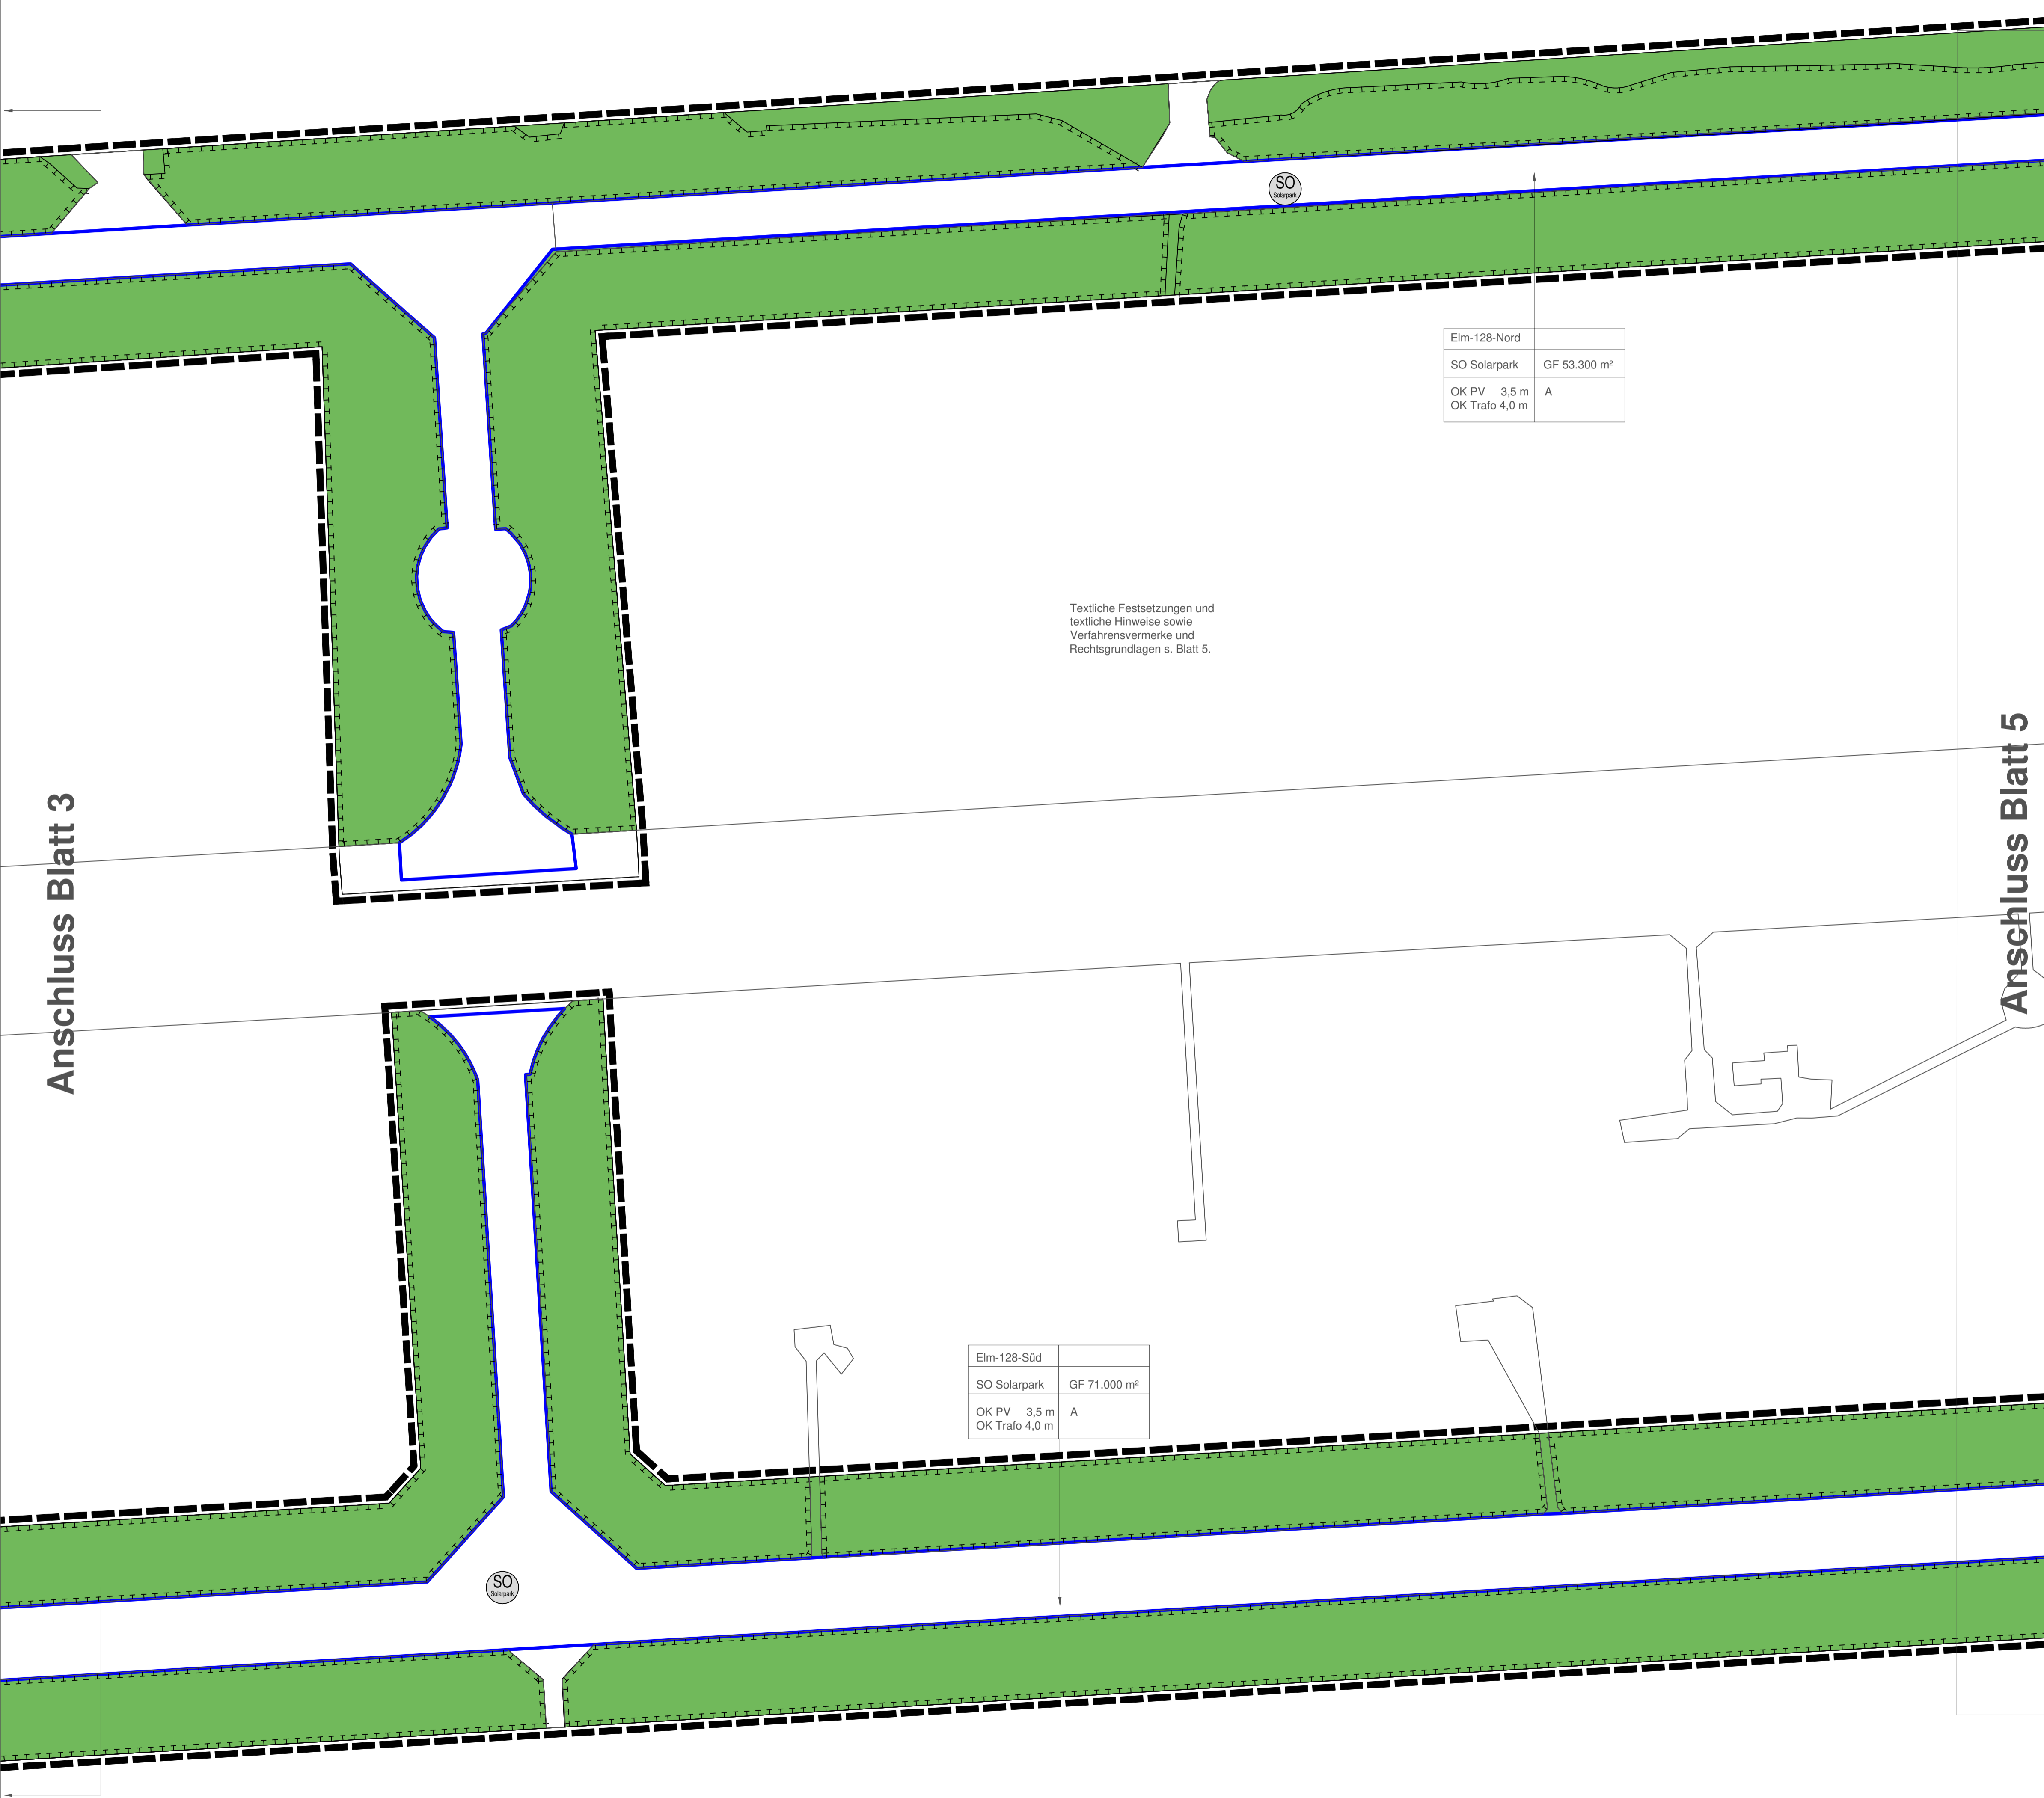 SO
Solarpark
Elm-128-Nord
SO Solarpark GF 53.300 m²
OK PV 3,5 m A
OK Trafo 4,0 m
Textliche Festsetzungen und
textliche Hinweise sowie
Verfahrensvermerke und
Rechtsgrundlagen s. Blatt 5.
Anschluss Blatt 3
Anschluss Blatt 5
Elm-128-Süd
SO Solarpark GF 71.000 m²
OK PV 3,5 m A
OK Trafo 4,0 m
SO
Solarpark